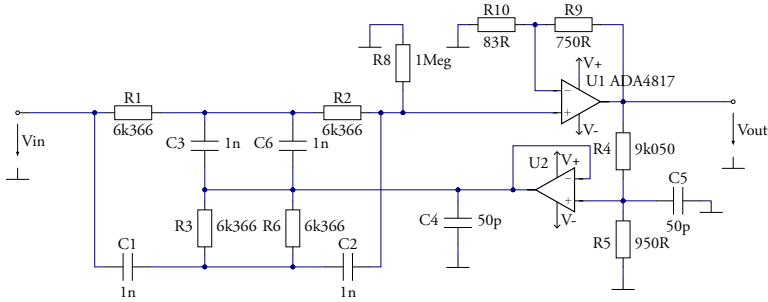 R10
R9
83R
750R
V+
R8
1Meg
U1 ADA4817
R1
R2
6k366
6k366
V-
Vin
Vout
C3
1n
C6
1n
R4
9k050
U2
V+
C5
R3
6k366
R6
6k366
C4
50p
V-
50p
R5
950R
C1
C2
1n
1n